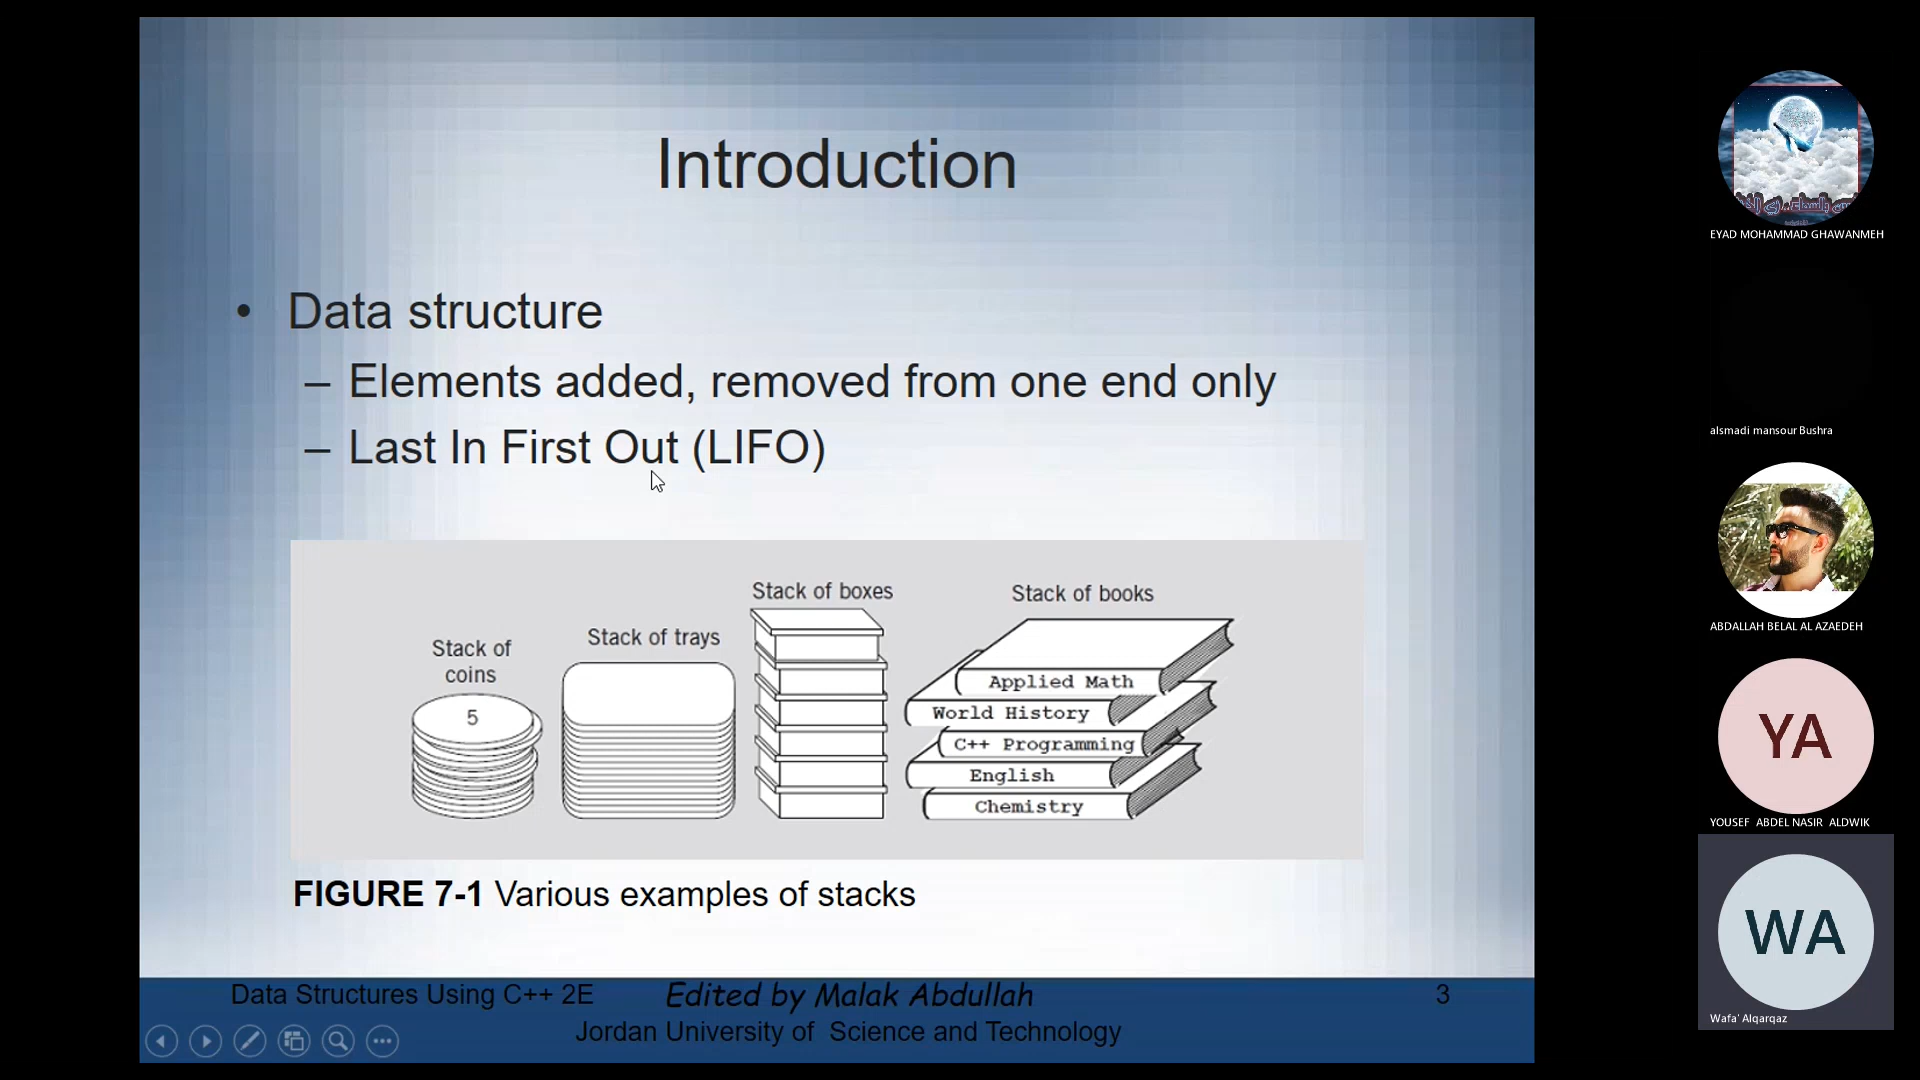 Introduction
• Data structure
– Elements added, removed from one end only
– Last In First Out (LIFO)
Stack of
coins
5
Stack of trays
Stack of boxes
Stack of books
Applied Math
World History
C++ Programming
English
Chemistry
FIGURE 7-1 Various examples of stacks
Data Structures Using C++ 2E
Edited by Malak Abdullah
Jordan University of Science and Technology
3
EYAD MOHAMMAD GHAWANMEH
alsmadi mansour Bushra
ABDALLAH BELAL AL AZAEDEH
YA
YOUSEF ABDEL NASIR ALDWIK
WA
Wafa' Alqarqaz